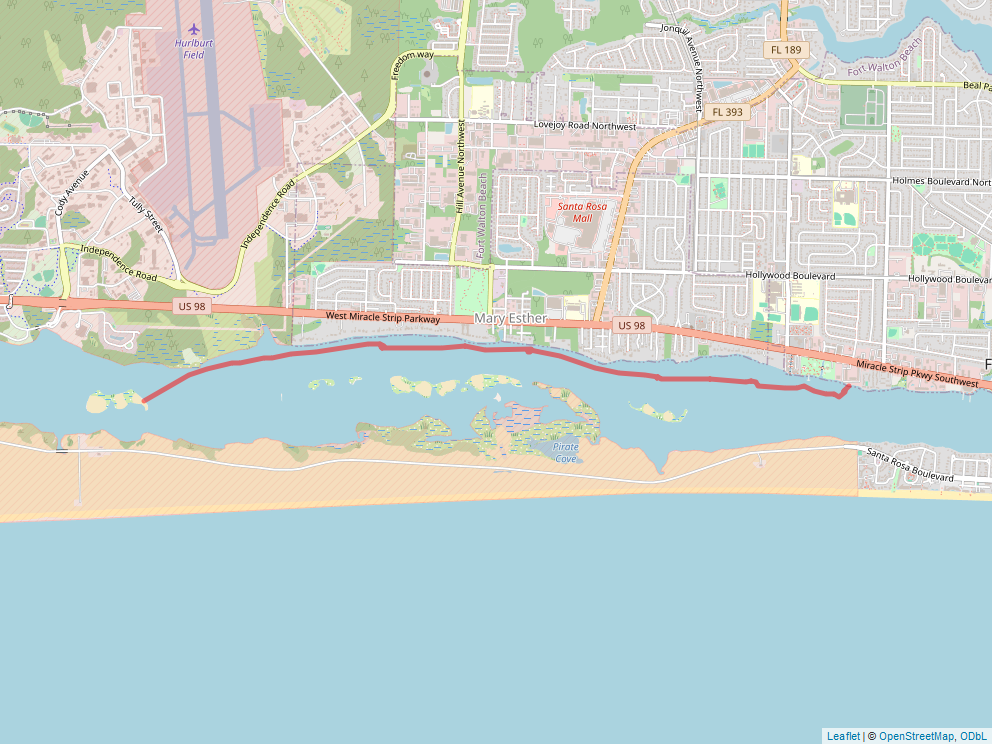 Jonquil Avenue Northwest
FL 189
Hurlburt
Field
Fort Walton Beach
Freedom way
Beal Pa
FL 393
Lovejoy Road Northwest
Hill Avenue Northwest
Cody Avenue
Holmes Boulevard Nort
Tully Street
Independence Road
Fort Walton Beach
Santa Rosa
Mall
Independence Road
Hollywood Boulevard
Hollywood Boulevard
US 98
West Miracle Strip Parkway
Mary Esther
US 98
Miracle Strip Pkwy Southwest
F
Pirate
Cove
Santa Rosa Boulevard
Leaflet | © OpenStreetMap, ODbL